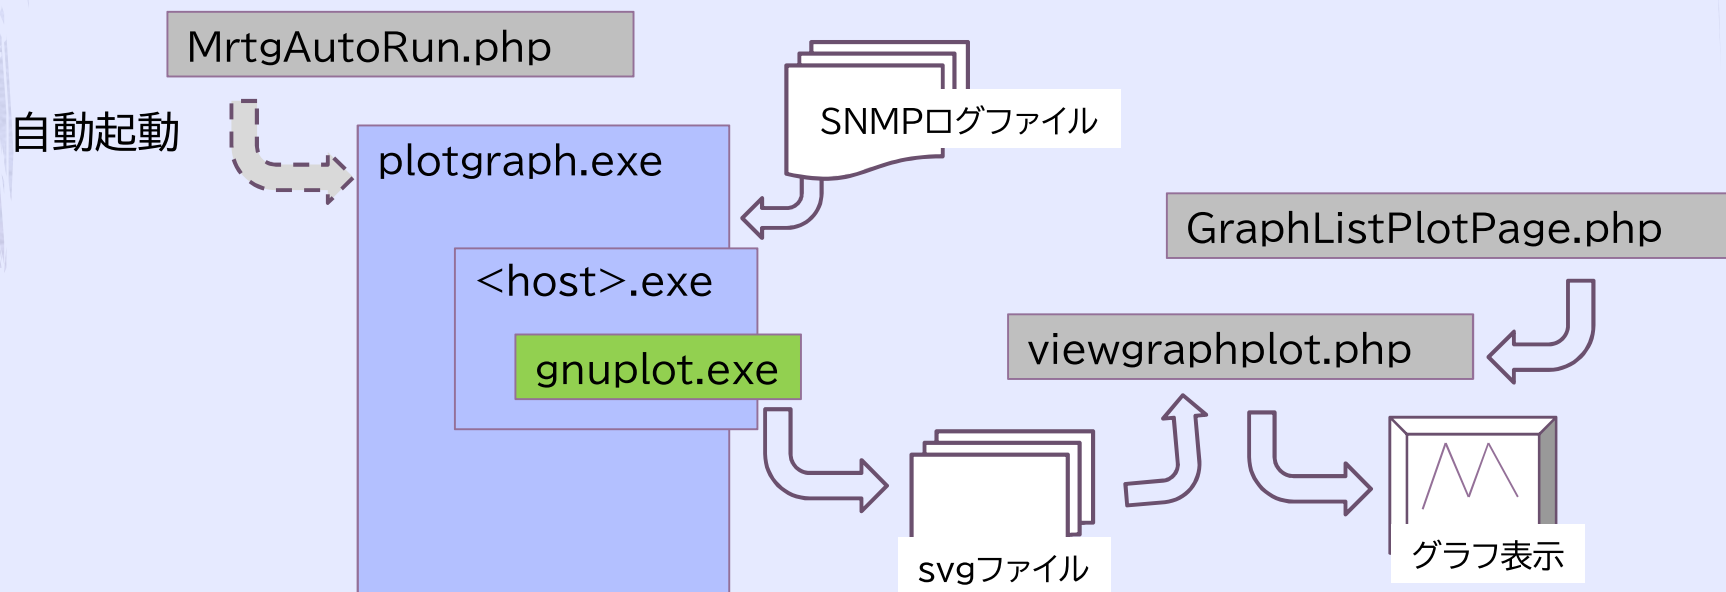 MrtgAutoRun.php
自動起動
SNMPログファイル
plotgraph.exe
GraphListPlotPage.php
<host>.exe
viewgraphplot.php
gnuplot.exe
svgファイル
グラフ表示